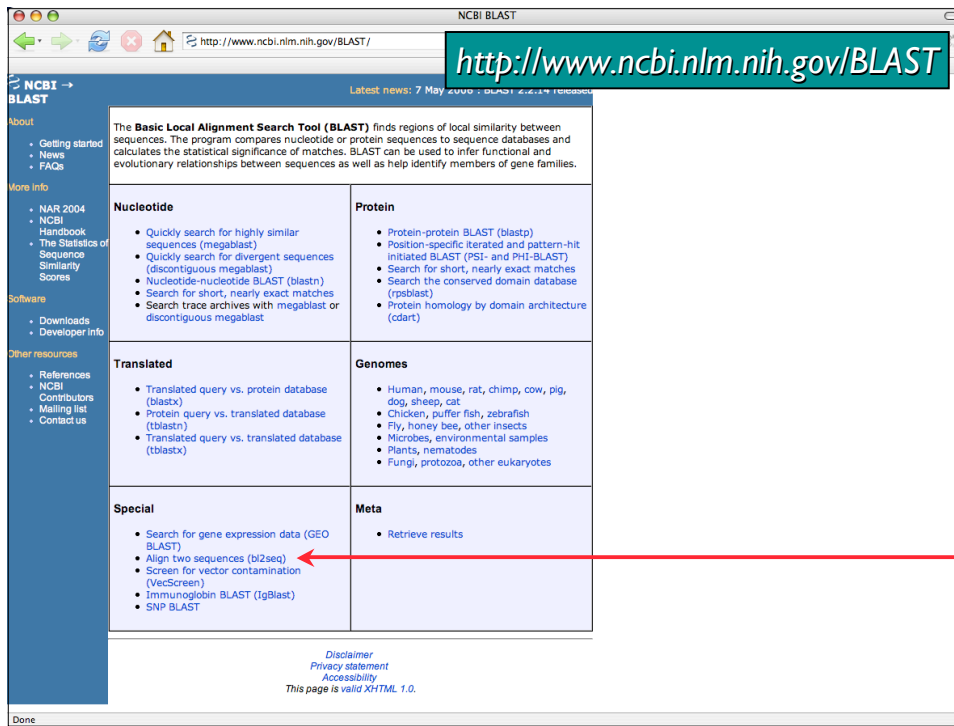 NCBI BLAST
http://www.ncbi.nlm.nih.gov/BLAST/
http://www.ncbi.nlm.nih.gov/BLAST
NCBI →
BLAST
Latest news: 7 May 2006 : BLAST 2.2.14 released
About
Getting started
News
FAQs
More info
NAR 2004
NCBI
Handbook
The Statistics of
Sequence
Similarity
Scores
Software
Downloads
Developer info
Other resources
References
NCBI
Contributors
Mailing list
Contact us
The Basic Local Alignment Search Tool (BLAST) finds regions of local similarity between
sequences. The program compares nucleotide or protein sequences to sequence databases and
calculates the statistical significance of matches. BLAST can be used to infer functional and
evolutionary relationships between sequences as well as help identify members of gene families.
Nucleotide
Quickly search for highly similar
sequences (megablast)
Quickly search for divergent sequences
(discontiguous megablast)
Nucleotide-nucleotide BLAST (blastn)
Search for short, nearly exact matches
Search trace archives with megablast or
discontiguous megablast
Protein
Protein-protein BLAST (blastp)
Position-specific iterated and pattern-hit
initiated BLAST (PSI- and PHI-BLAST)
Search for short, nearly exact matches
Search the conserved domain database
(rpsblast)
Protein homology by domain architecture
(cdart)
Translated
Translated query vs. protein database
(blastx)
Protein query vs. translated database
(tblastn)
Translated query vs. translated database
(tblastx)
Genomes
Human, mouse, rat, chimp, cow, pig,
dog, sheep, cat
Chicken, puffer fish, zebrafish
Fly, honey bee, other insects
Microbes, environmental samples
Plants, nematodes
Fungi, protozoa, other eukaryotes
Special
Search for gene expression data (GEO
BLAST)
Align two sequences (bl2seq)
Screen for vector contamination
(VecScreen)
Immunoglobin BLAST (IgBlast)
SNP BLAST
Meta
Retrieve results
Disclaimer
Privacy statement
Accessibility
This page is valid XHTML 1.0.
Done